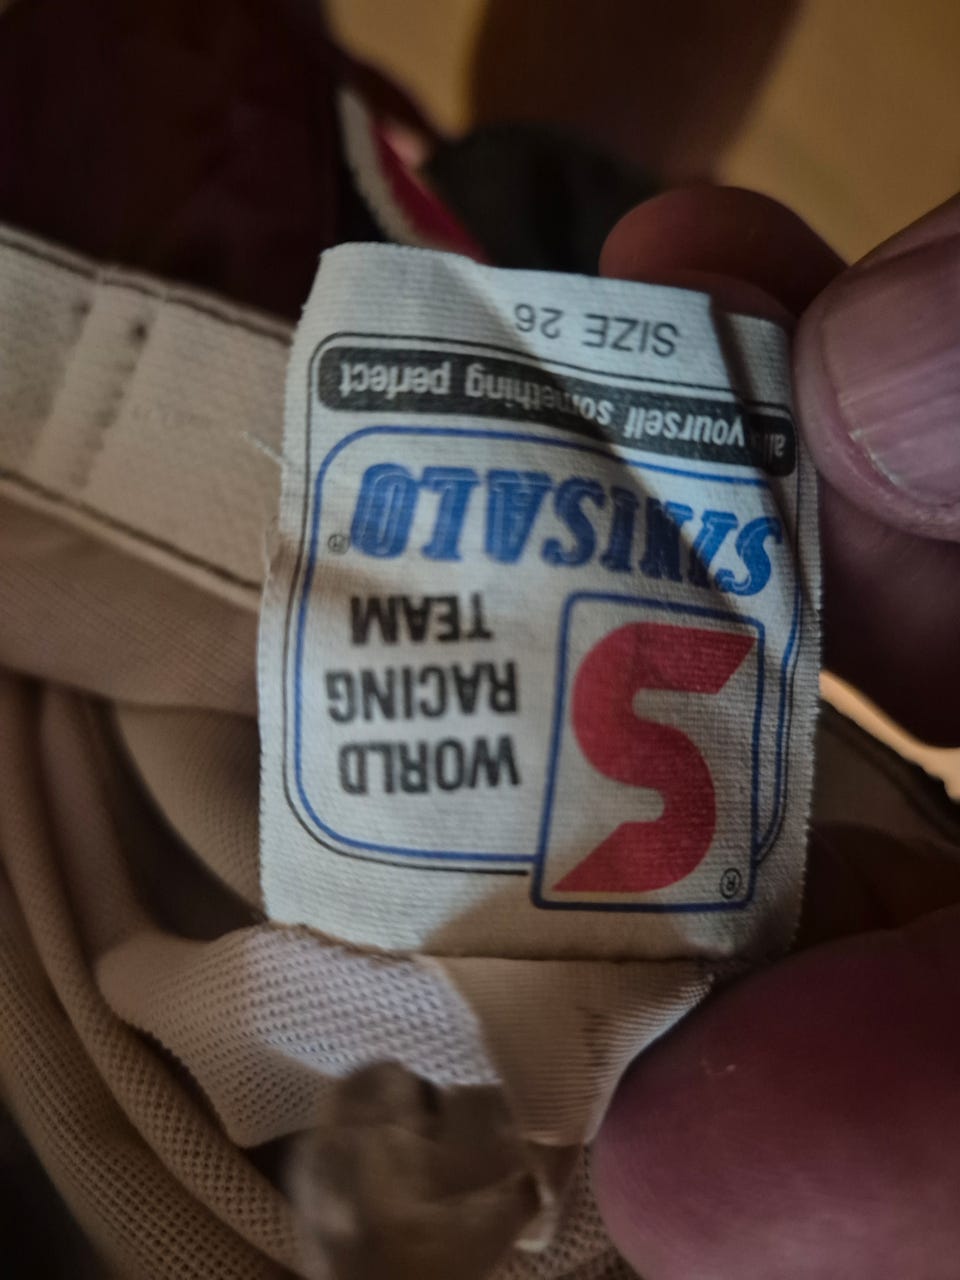 ® S
WORLD
RACING
TEAM
SINISALO®
yourself something perfect
SIZE 26